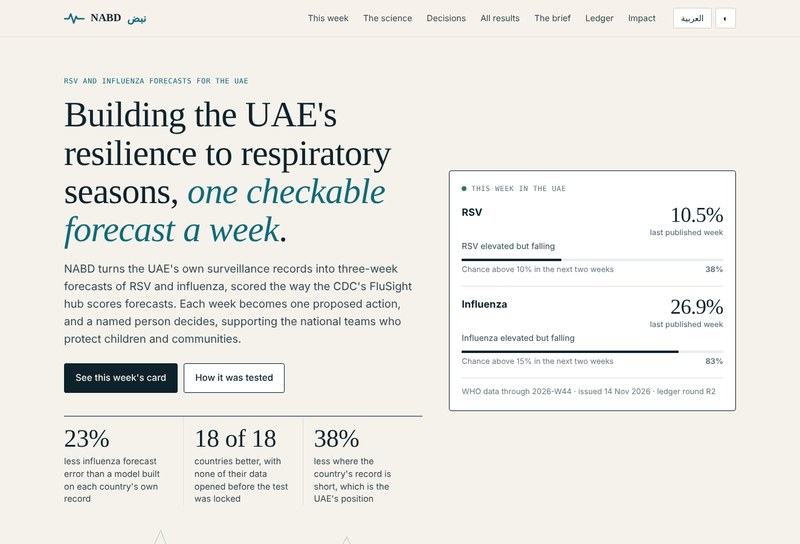 NABD نبض
This week The science Decisions All results The brief Ledger Impact العربية
RSV AND INFLUENZA FORECASTS FOR THE UAE
Building the UAE's
resilience to respiratory
seasons, one checkable
forecast a week.
NABD turns the UAE's own surveillance records into three-week
forecasts of RSV and influenza, scored the way the CDC's FluSight
hub scores forecasts. Each week becomes one proposed action,
and a named person decides, supporting the national teams who
protect children and communities.
See this week's card How it was tested
23%
less influenza forecast
error than a model built
on each country's own
record
18 of 18
countries better, with
none of their data
opened before the test
was locked
38%
less where the
country's record is
short, which is the
UAE's position
THIS WEEK IN THE UAE
RSV 10.5%
last published week
RSV elevated but falling
Chance above 10% in the next two weeks 38%
Influenza 26.9%
last published week
Influenza elevated but falling
Chance above 15% in the next two weeks 83%
WHO data through 2026-W44 · issued 14 Nov 2026 · ledger round R2